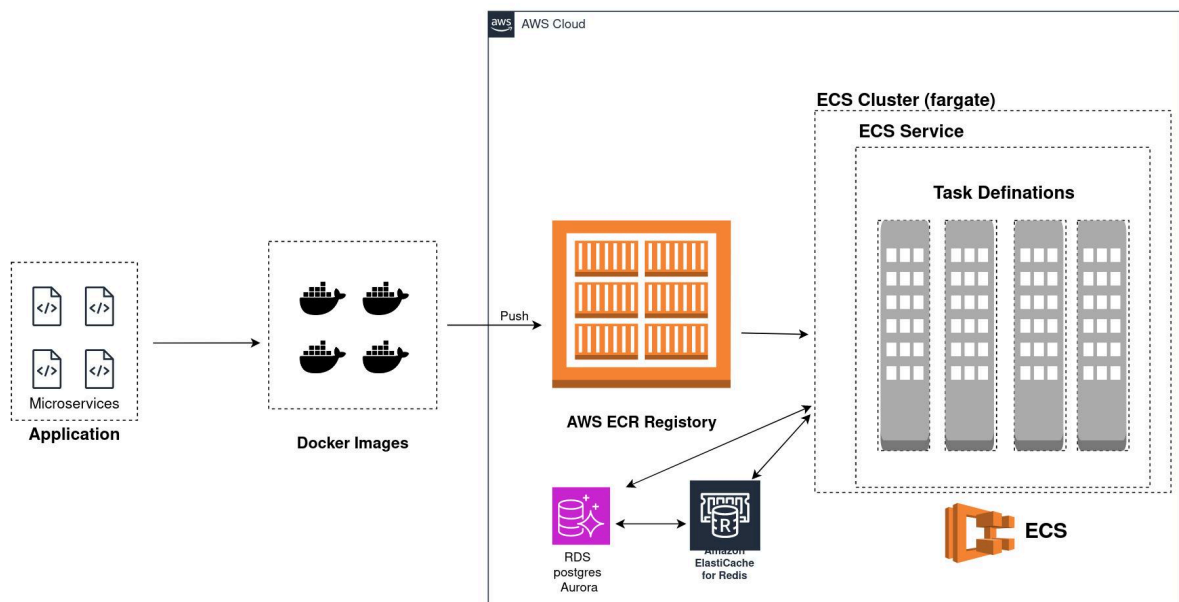 aws
AWS Cloud
ECS Cluster (fargate)
ECS Service
Task Definations
</>
</>
</>
</>
Microservices
Application
Docker Images
Push
AWS ECR Registory
RDS
postgres
Aurora
R
Amazon
ElastiCache
for Redis
ECS